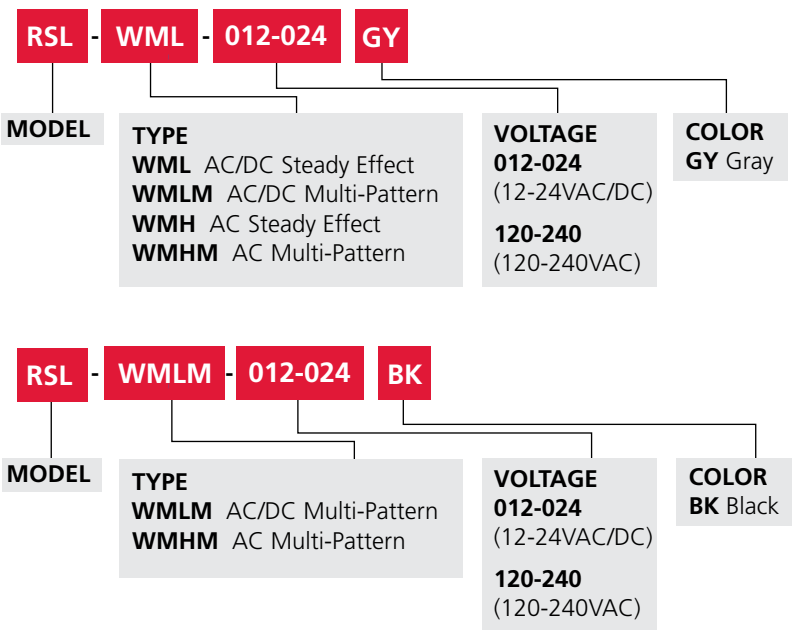 RSL - WML - 012-024 GY
MODEL
TYPE
WML AC/DC Steady Effect
WMLM AC/DC Multi-Pattern
WMH AC Steady Effect
WMHM AC Multi-Pattern
VOLTAGE
012-024
(12-24VAC/DC)
120-240
(120-240VAC)
COLOR
GY Gray
RSL - WMLM - 012-024 BK
MODEL
TYPE
WMLM AC/DC Multi-Pattern
WMHM AC Multi-Pattern
VOLTAGE
012-024
(12-24VAC/DC)
120-240
(120-240VAC)
COLOR
BK Black